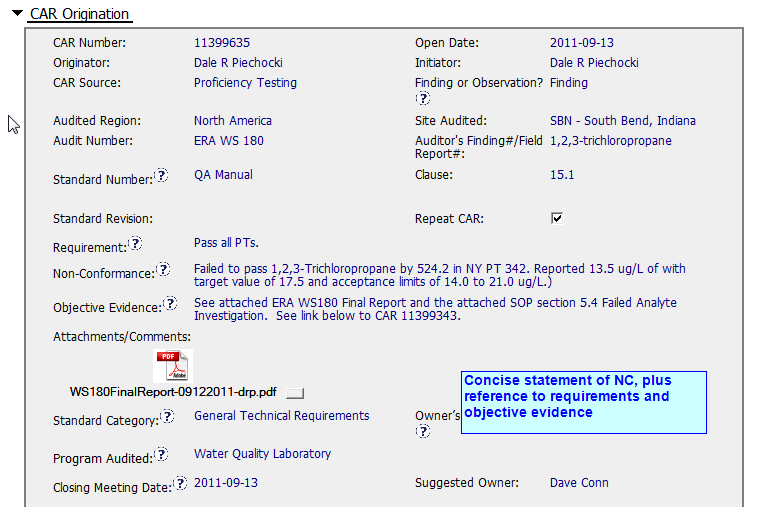 CAR Origination
CAR Number: 11399635 Open Date: 2011-09-13
Originator: Dale R Piechocki Initiator: Dale R Piechocki
CAR Source: Proficiency Testing Finding or Observation? Finding
?
Audited Region: North America Site Audited: SBN - South Bend, Indiana
Audit Number: ERA WS 180 Auditor's Finding#/Field 1,2,3-trichloropropane
Report#:
Standard Number: ? QA Manual Clause: 15.1
Standard Revision: Repeat CAR:
Requirement: ? Pass all PTs.
Non-Conformance: ? Failed to pass 1,2,3-Trichloropropane by 524.2 in NY PT 342. Reported 13.5 ug/L of with
target value of 17.5 and acceptance limits of 14.0 to 21.0 ug/L.)
Objective Evidence: ? See attached ERA WS180 Final Report and the attached SOP section 5.4 Failed Analyte
Investigation. See link below to CAR 11399343.
Attachments/Comments:
PDF
Adobe
WS180FinalReport-09122011-drp.pdf
Concise statement of NC, plus
reference to requirements and
objective evidence
Standard Category: ? General Technical Requirements Owner's
?
Program Audited: ? Water Quality Laboratory
Closing Meeting Date: ? 2011-09-13 Suggested Owner: Dave Conn